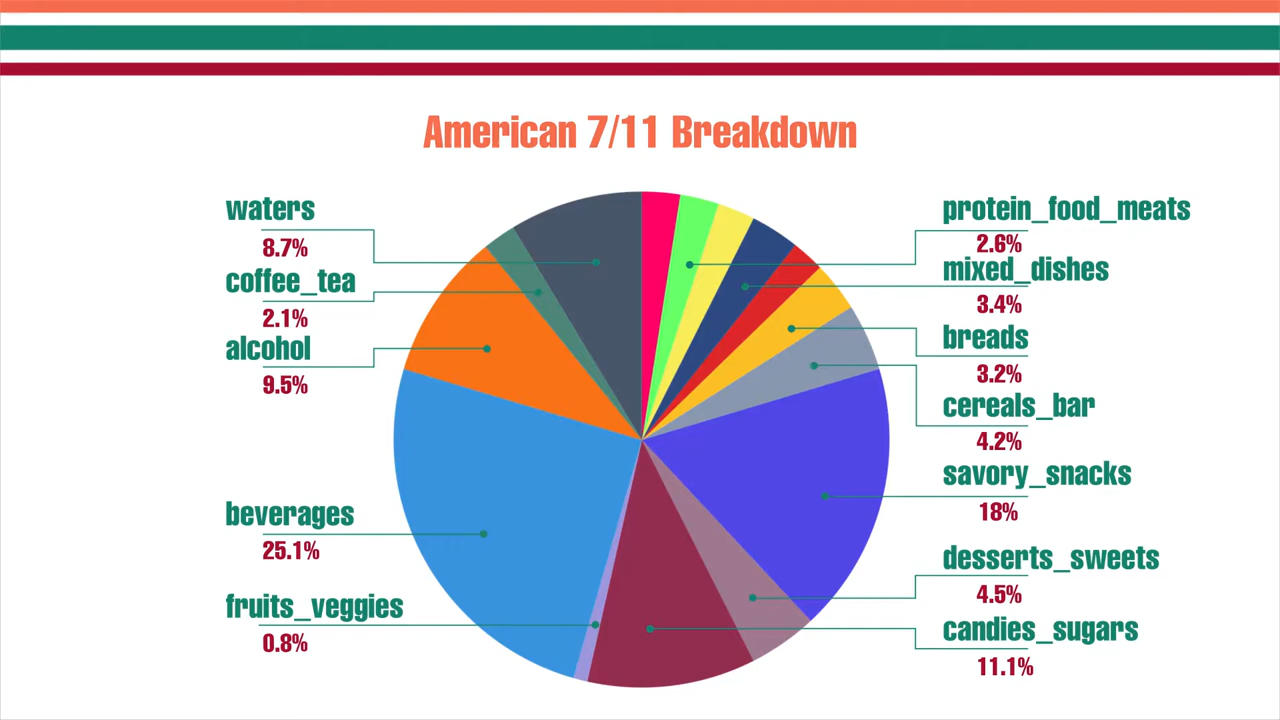 American 7/11 Breakdown
waters
8.7%
coffee_tea
2.1%
alcohol
9.5%
beverages
25.1%
fruits_veggies
0.8%
protein_food_meats
2.6%
mixed_dishes
3.4%
breads
3.2%
cereals_bar
4.2%
savory_snacks
18%
desserts_sweets
4.5%
candies_sugars
11.1%